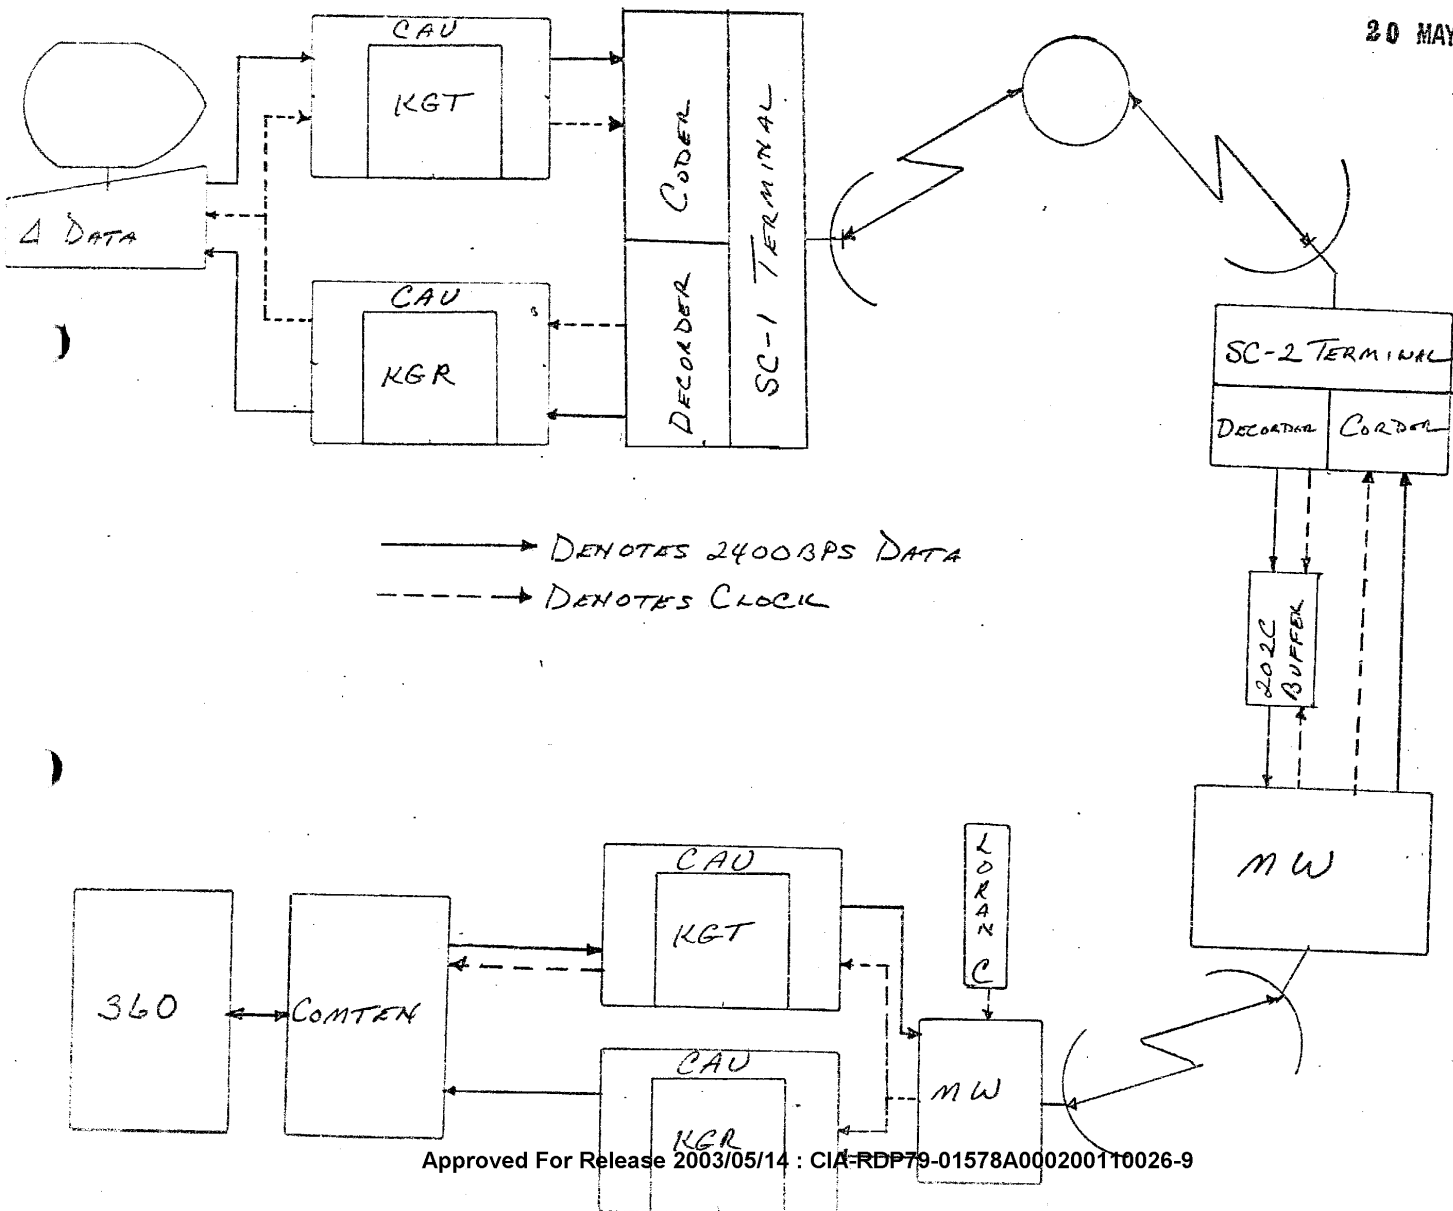 20 MAY
CAU
KGT
Δ DATA
CODER
SC-1 TERMINAL
CAU
KGR
DECORDER
SC-2 TERMINAL
DECORDER
CORDOR
DENOTES 2400BPS DATA
DENOTES CLOCK
202C
BUFFER
MW
LORAN C
CAU
KGT
360
COMTEN
CAU
KGR
MW
Approved For Release 2003/05/14 : CIA-RDP79-01578A000200110026-9